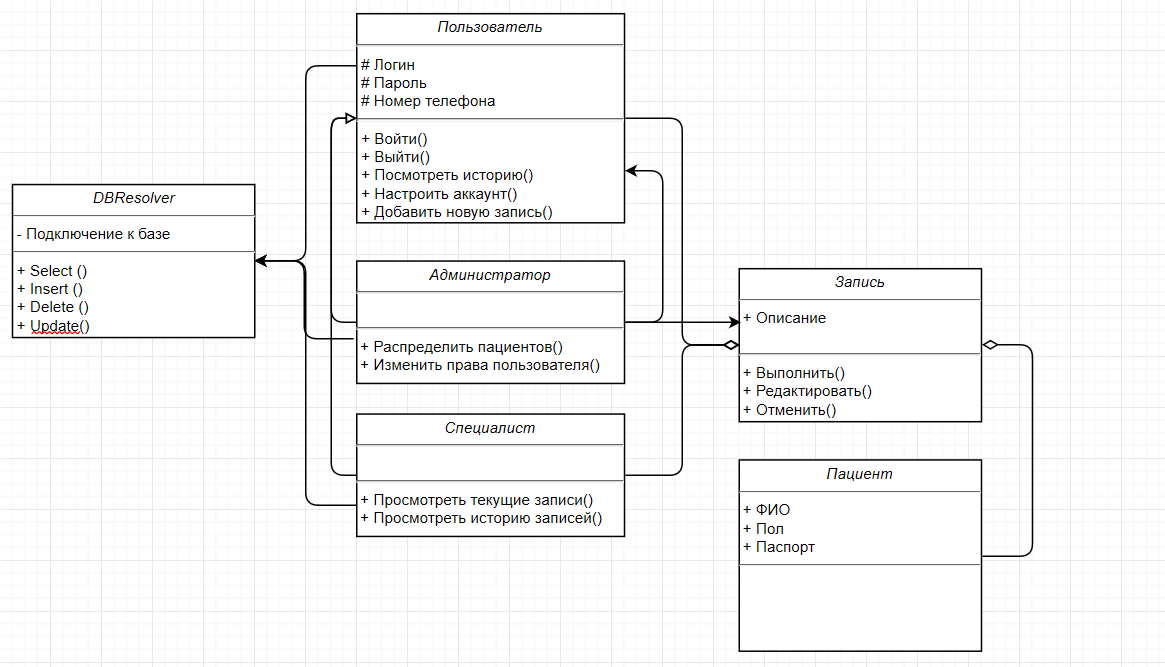 Пользователь
# Логин
# Пароль
# Номер телефона
+ Войти()
+ Выйти()
+ Посмотреть историю()
+ Настроить аккаунт()
+ Добавить новую запись()
DBResolver
- Подключение к базе
+ Select ()
+ Insert ()
+ Delete ()
+ Update()
Администратор
+ Распределить пациентов()
+ Изменить права пользователя()
Запись
+ Описание
+ Выполнить()
+ Редактировать()
+ Отменить()
Специалист
+ Просмотреть текущие записи()
+ Просмотреть историю записей()
Пациент
+ ФИО
+ Пол
+ Паспорт